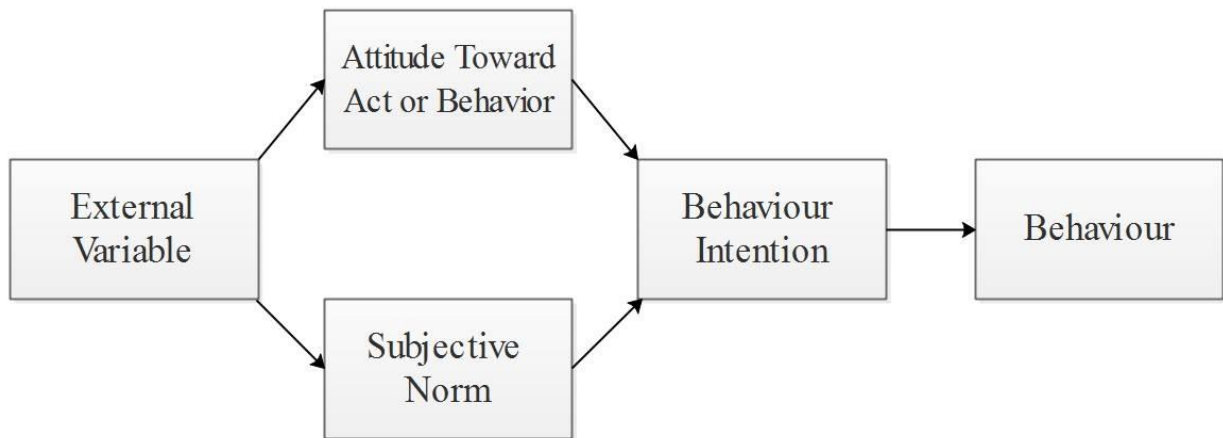 Attitude Toward
Act or Behavior
External
Variable
Behaviour
Intention
Behaviour
Subjective
Norm